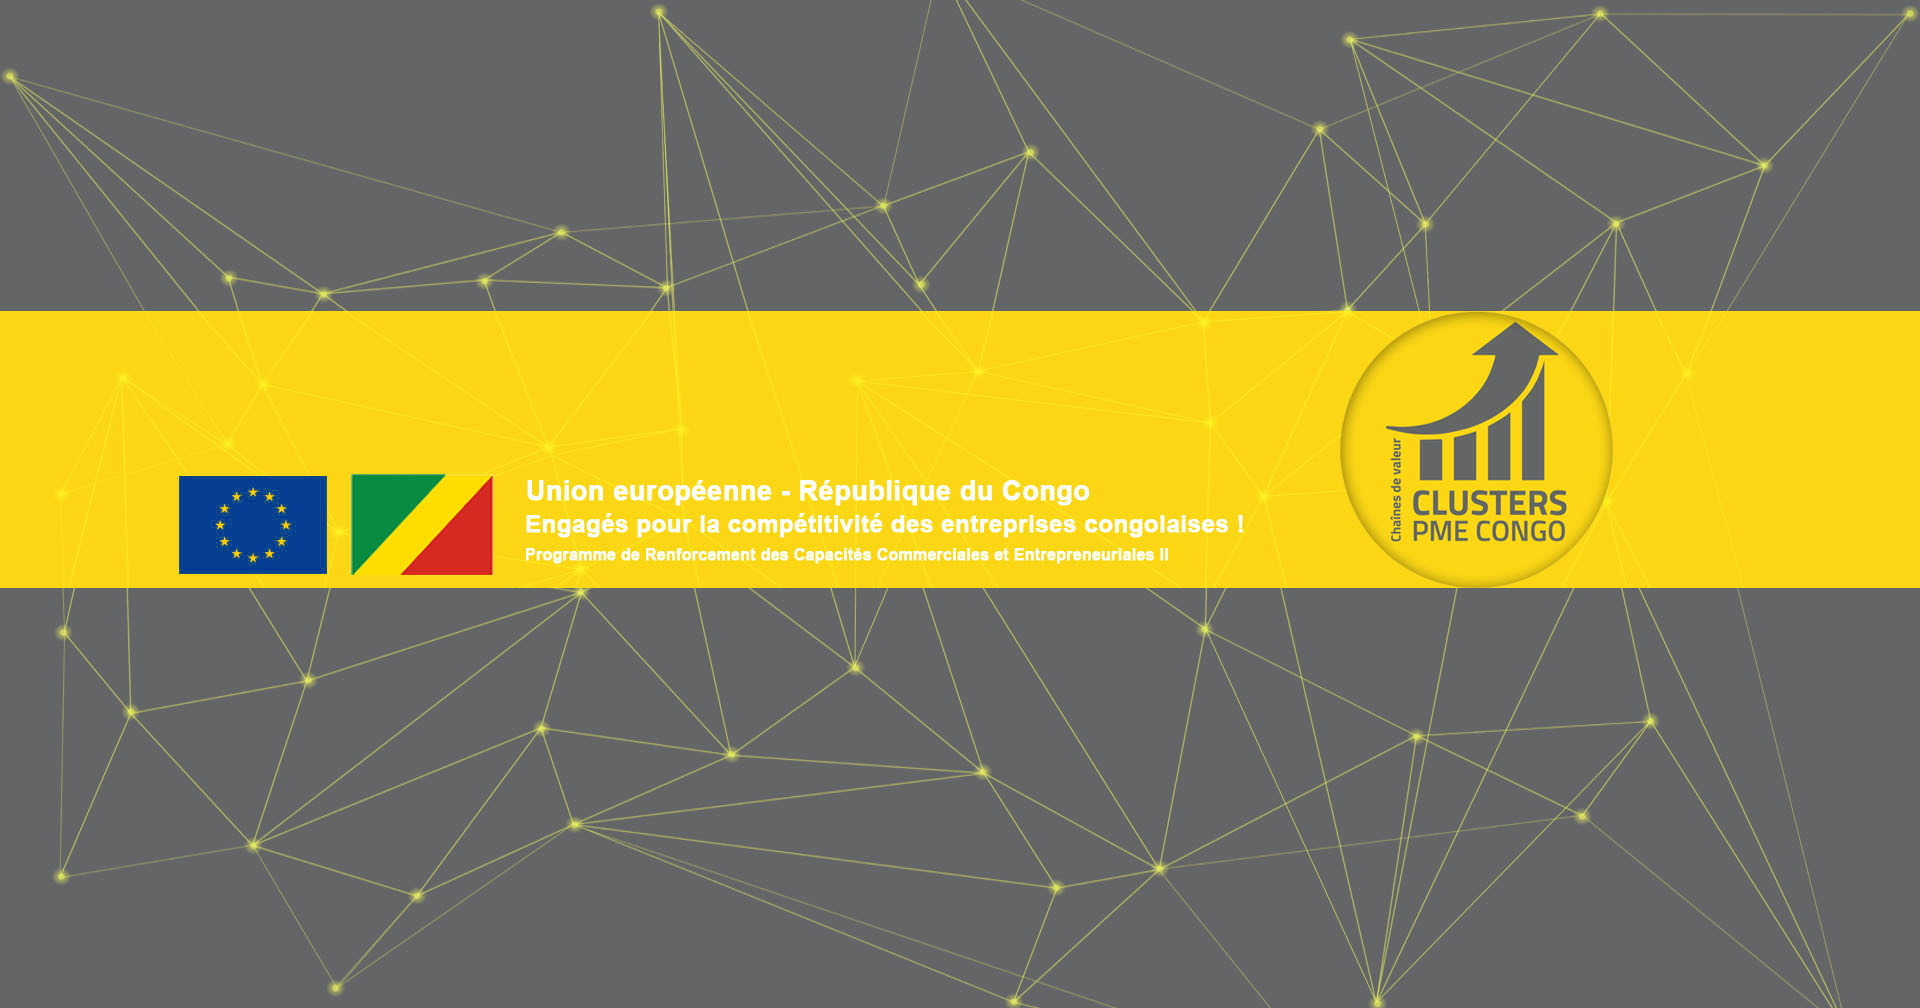 Union européenne - République du Congo
Engagés pour la compétitivité des entreprises congolaises !
Programme de Renforcement des Capacités Commerciales et Entrepreneuriales II
Chaînes de valeur
CLUSTERS
PME CONGO